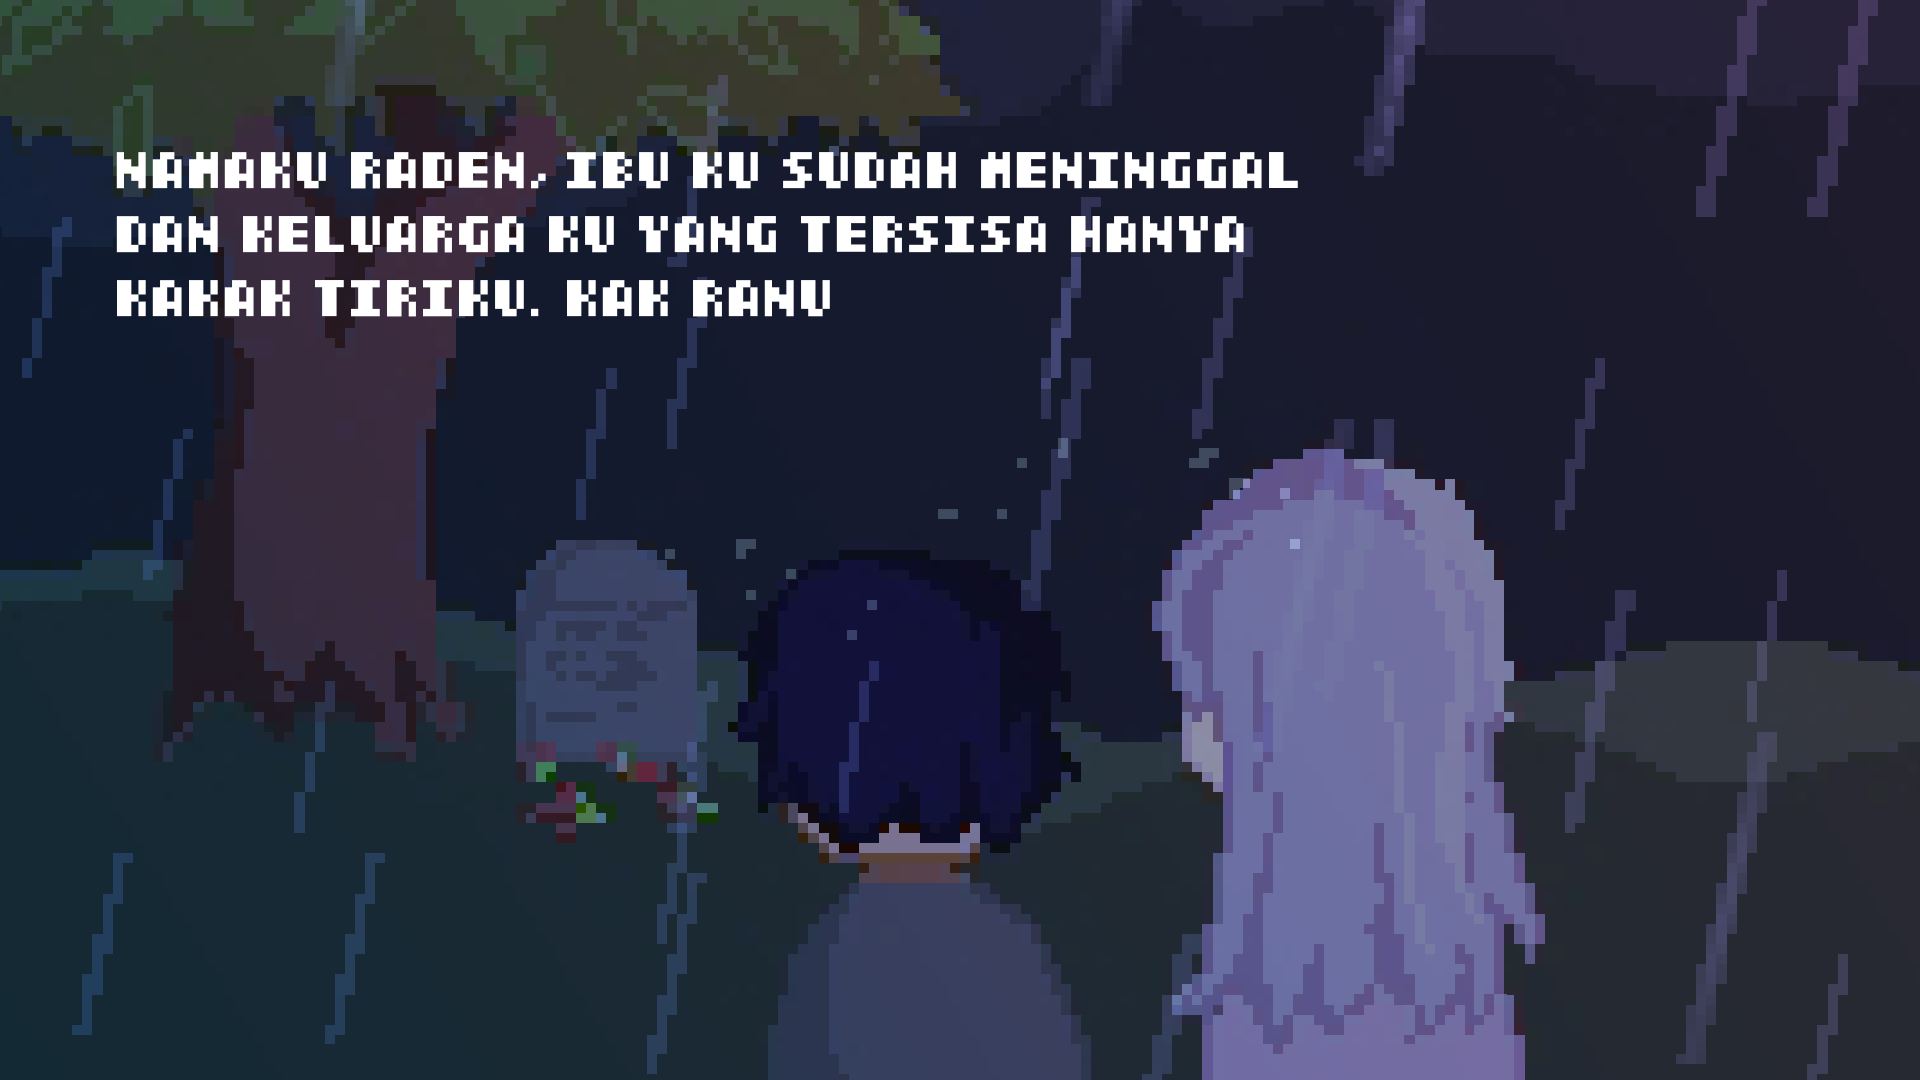 NAMAKU RADEN, IBU KU SUDAH MENINGGAL
DAN KELUARGA KU YANG TERSISA HANYA
KAKAK TIRIKU. KAK RANU